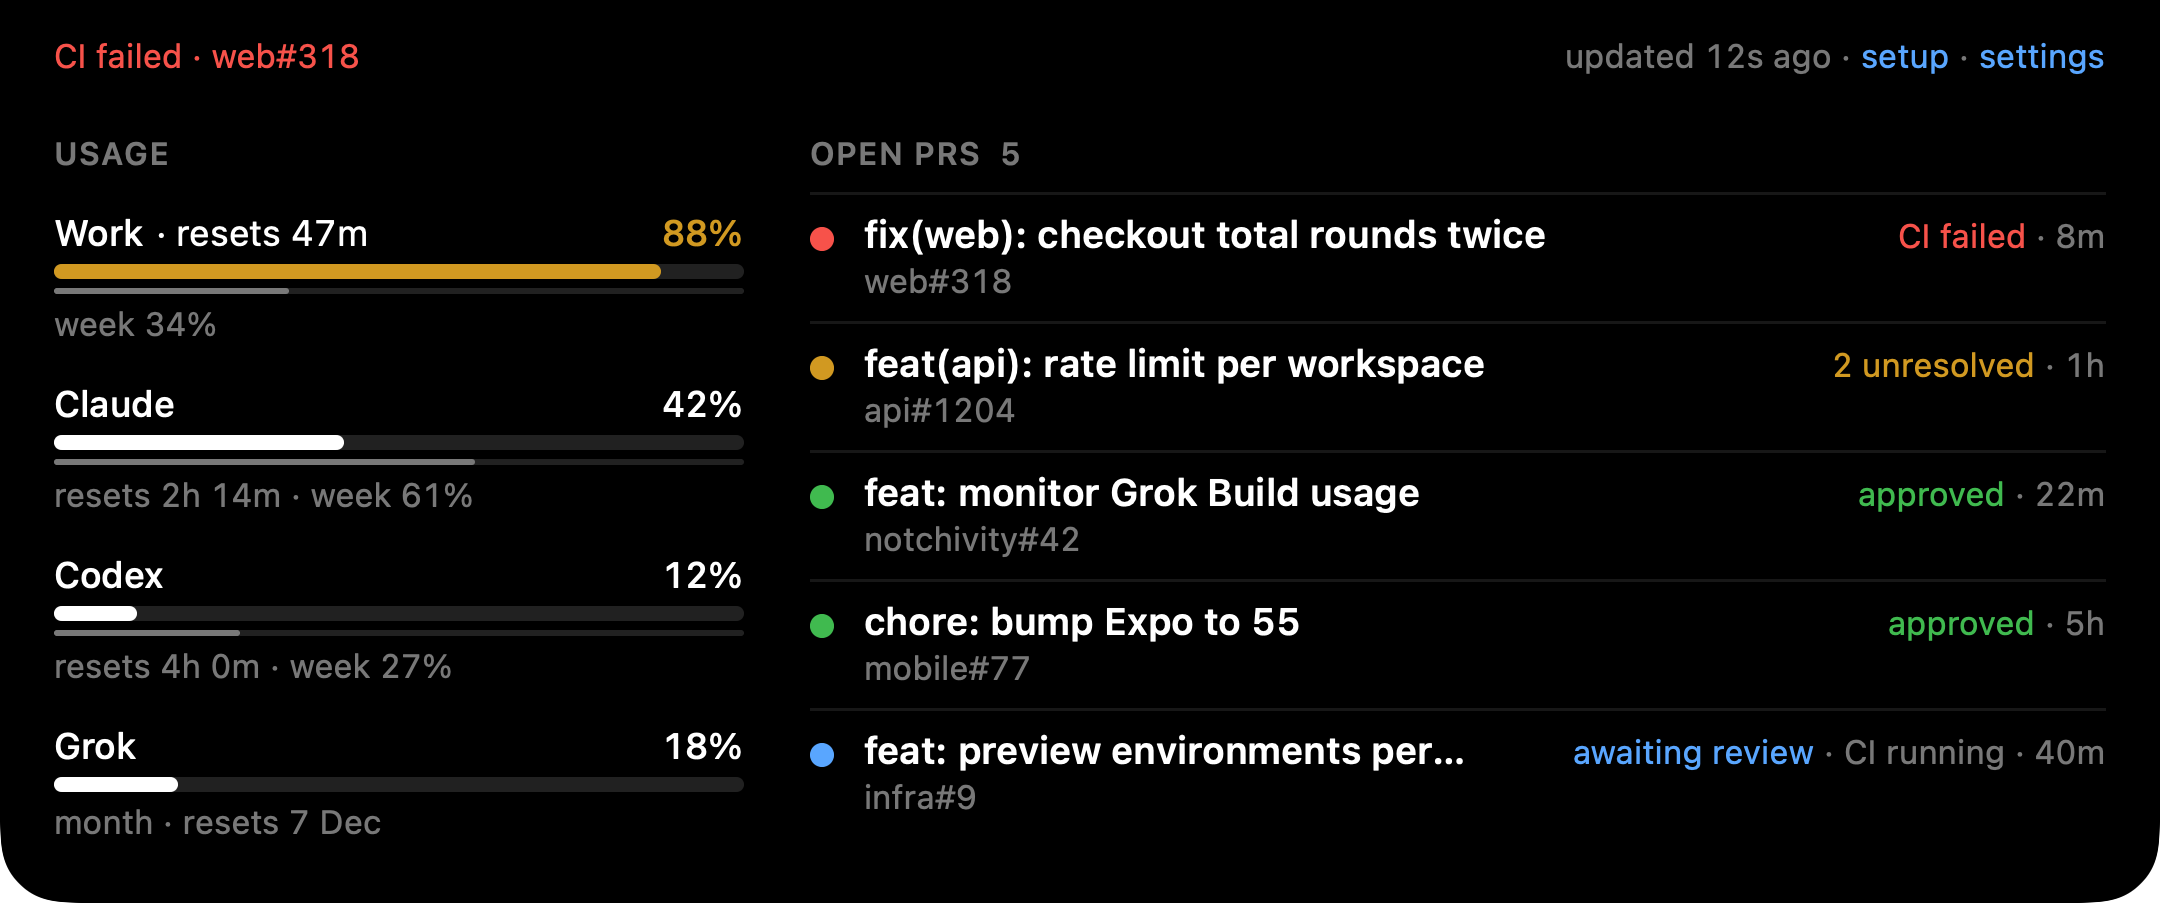 CI failed · web#318
updated 12s ago · setup · settings
USAGE
Work · resets 47m 88%
week 34%
Claude 42%
resets 2h 14m · week 61%
Codex 12%
resets 4h 0m · week 27%
Grok 18%
month · resets 7 Dec
OPEN PRS 5
fix(web): checkout total rounds twice CI failed · 8m
web#318
feat(api): rate limit per workspace 2 unresolved · 1h
api#1204
feat: monitor Grok Build usage approved · 22m
notchivity#42
chore: bump Expo to 55 approved · 5h
mobile#77
feat: preview environments per... awaiting review · CI running · 40m
infra#9